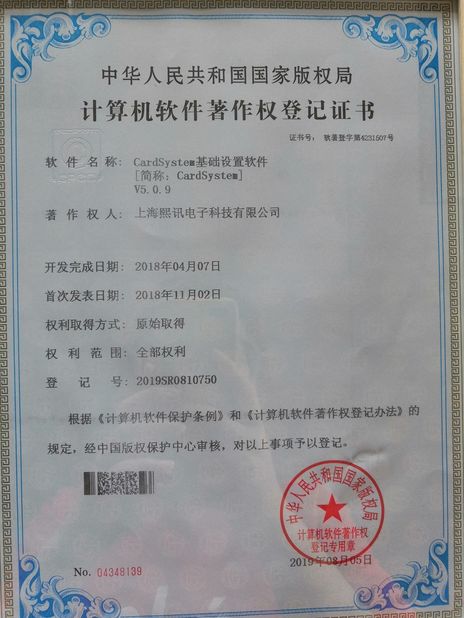 中华人民共和国国家版权局
计算机软件著作权登记证书
证书号： 软著登字第4231507号
软件名称： CardSystem基础设置软件
[简称：CardSystem]
V5.0.9
著作权人： 上海熙讯电子科技有限公司
开发完成日期： 2018年04月07日
首次发表日期： 2018年11月02日
权利取得方式： 原始取得
权利范围： 全部权利
登记号： 2019SR0810750
根据《计算机软件保护条例》和《计算机软件著作权登记办法》的
规定，经中国版权保护中心审核，对以上事项予以登记。
中华人民共和国国家版权局
计算机软件著作权
登记专用章
No. 04348139
2019年08月05日